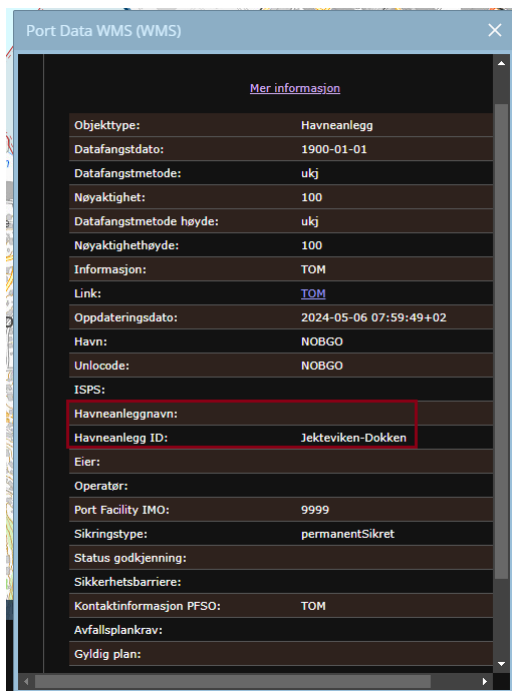 Port Data WMS (WMS)
Mer informasjon
Objekttype: Havneanlegg
Datafangstdato: 1900-01-01
Datafangstmetode: ukj
Nøyaktighet: 100
Datafangstmetode høyde: ukj
Nøyaktighethøyde: 100
Informasjon: TOM
Link: TOM
Oppdateringsdato: 2024-05-06 07:59:49+02
Havn: NOBGO
Unlocode: NOBGO
ISPS:
Havneanleggnavn:
Havneanlegg ID: Jekteviken-Dokken
Eier:
Operatør:
Port Facility IMO: 9999
Sikringstype: permanentSikret
Status godkjenning:
Sikkerhetsbarriere:
Kontaktinformasjon PFSO: TOM
Avfallsplankrav:
Gyldig plan: